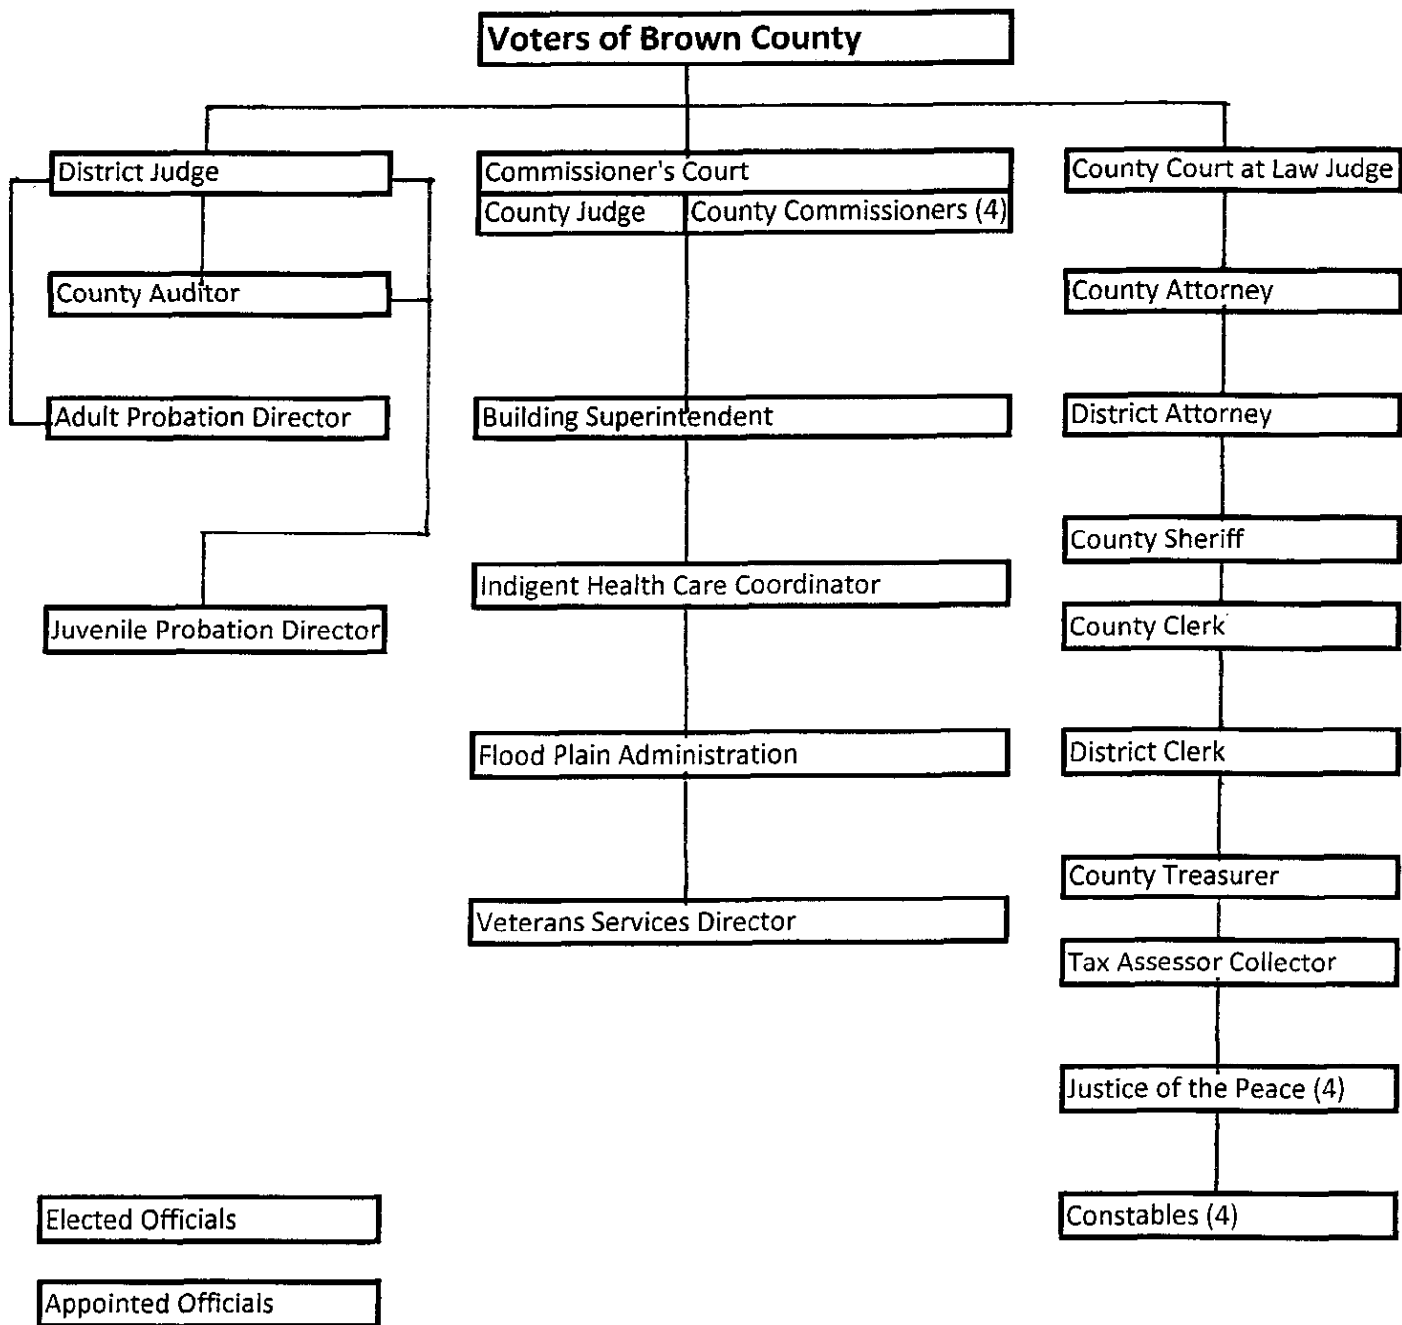 Voters of Brown County
District Judge
County Auditor
Adult Probation Director
Juvenile Probation Director
Commissioner's Court
County Judge
County Commissioners (4)
Building Superintendent
Indigent Health Care Coordinator
Flood Plain Administration
Veterans Services Director
County Court at Law Judge
County Attorney
District Attorney
County Sheriff
County Clerk
District Clerk
County Treasurer
Tax Assessor Collector
Justice of the Peace (4)
Constables (4)
Elected Officials
Appointed Officials